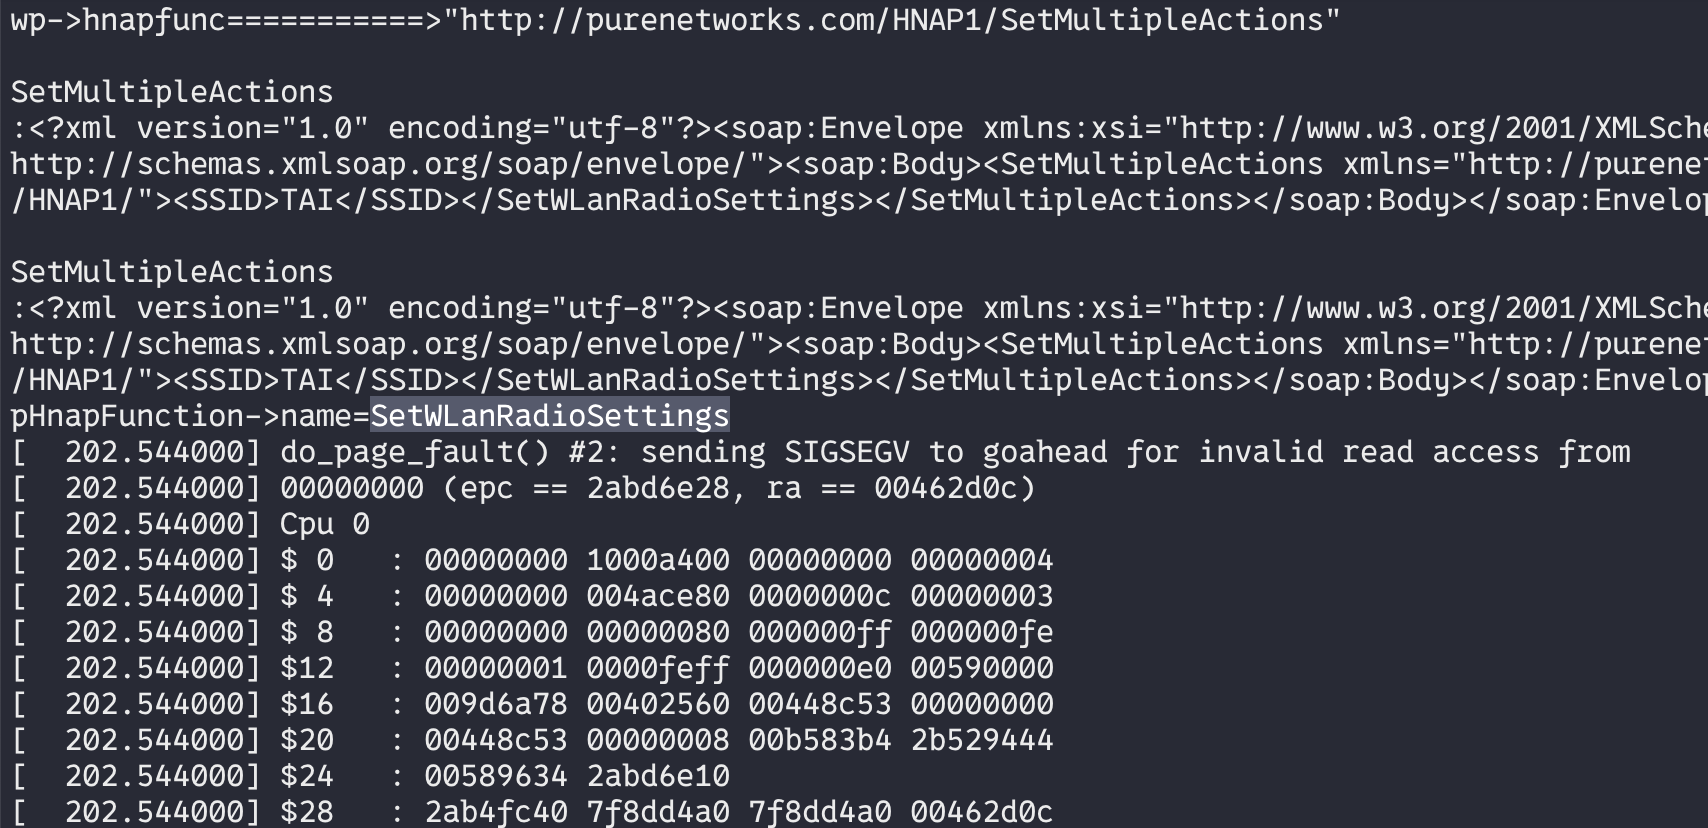 wp->hnapfunc===========>"http://purenetworks.com/HNAP1/SetMultipleActions"
SetMultipleActions
:<?xml version="1.0" encoding="utf-8"?><soap:Envelope xmlns:xsi="http://www.w3.org/2001/XMLSche
http://schemas.xmlsoap.org/soap/envelope/"><soap:Body><SetMultipleActions xmlns="http://purenet
/HNAP1/"><SSID>TAI</SSID></SetWLanRadioSettings></SetMultipleActions></soap:Body></soap:Envelop
SetMultipleActions
:<?xml version="1.0" encoding="utf-8"?><soap:Envelope xmlns:xsi="http://www.w3.org/2001/XMLSche
http://schemas.xmlsoap.org/soap/envelope/"><soap:Body><SetMultipleActions xmlns="http://purenet
/HNAP1/"><SSID>TAI</SSID></SetWLanRadioSettings></SetMultipleActions></soap:Body></soap:Envelop
pHnapFunction->name=SetWLanRadioSettings
[  202.544000] do_page_fault() #2: sending SIGSEGV to goahead for invalid read access from
[  202.544000] 00000000 (epc == 2abd6e28, ra == 00462d0c)
[  202.544000] Cpu 0
[  202.544000] $ 0   : 00000000 1000a400 00000000 00000004
[  202.544000] $ 4   : 00000000 004ace80 0000000c 00000003
[  202.544000] $ 8   : 00000000 00000080 000000ff 000000fe
[  202.544000] $12   : 00000001 0000feff 000000e0 00590000
[  202.544000] $16   : 009d6a78 00402560 00448c53 00000000
[  202.544000] $20   : 00448c53 00000008 00b583b4 2b529444
[  202.544000] $24   : 00589634 2abd6e10
[  202.544000] $28   : 2ab4fc40 7f8dd4a0 7f8dd4a0 00462d0c